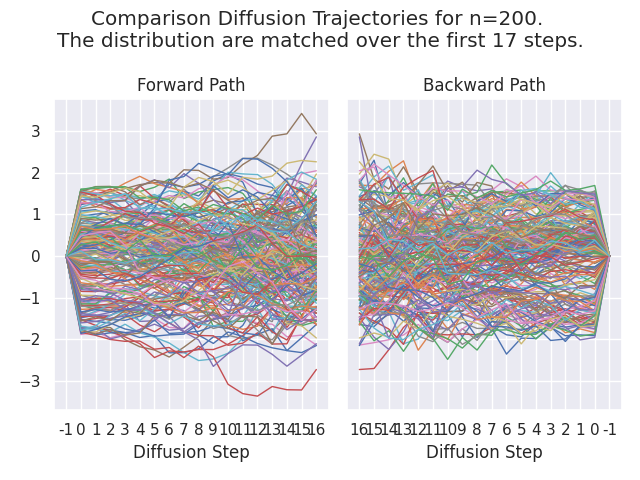 Comparison Diffusion Trajectories for n=200.
The distribution are matched over the first 17 steps.
Forward Path
Backward Path
3
2
1
0
−1
−2
−3
-1 0 1 2 3 4 5 6 7 8 9 10 11 12 13 14 15 16
16 15 14 13 12 11 10 9 8 7 6 5 4 3 2 1 0 -1
Diffusion Step
Diffusion Step